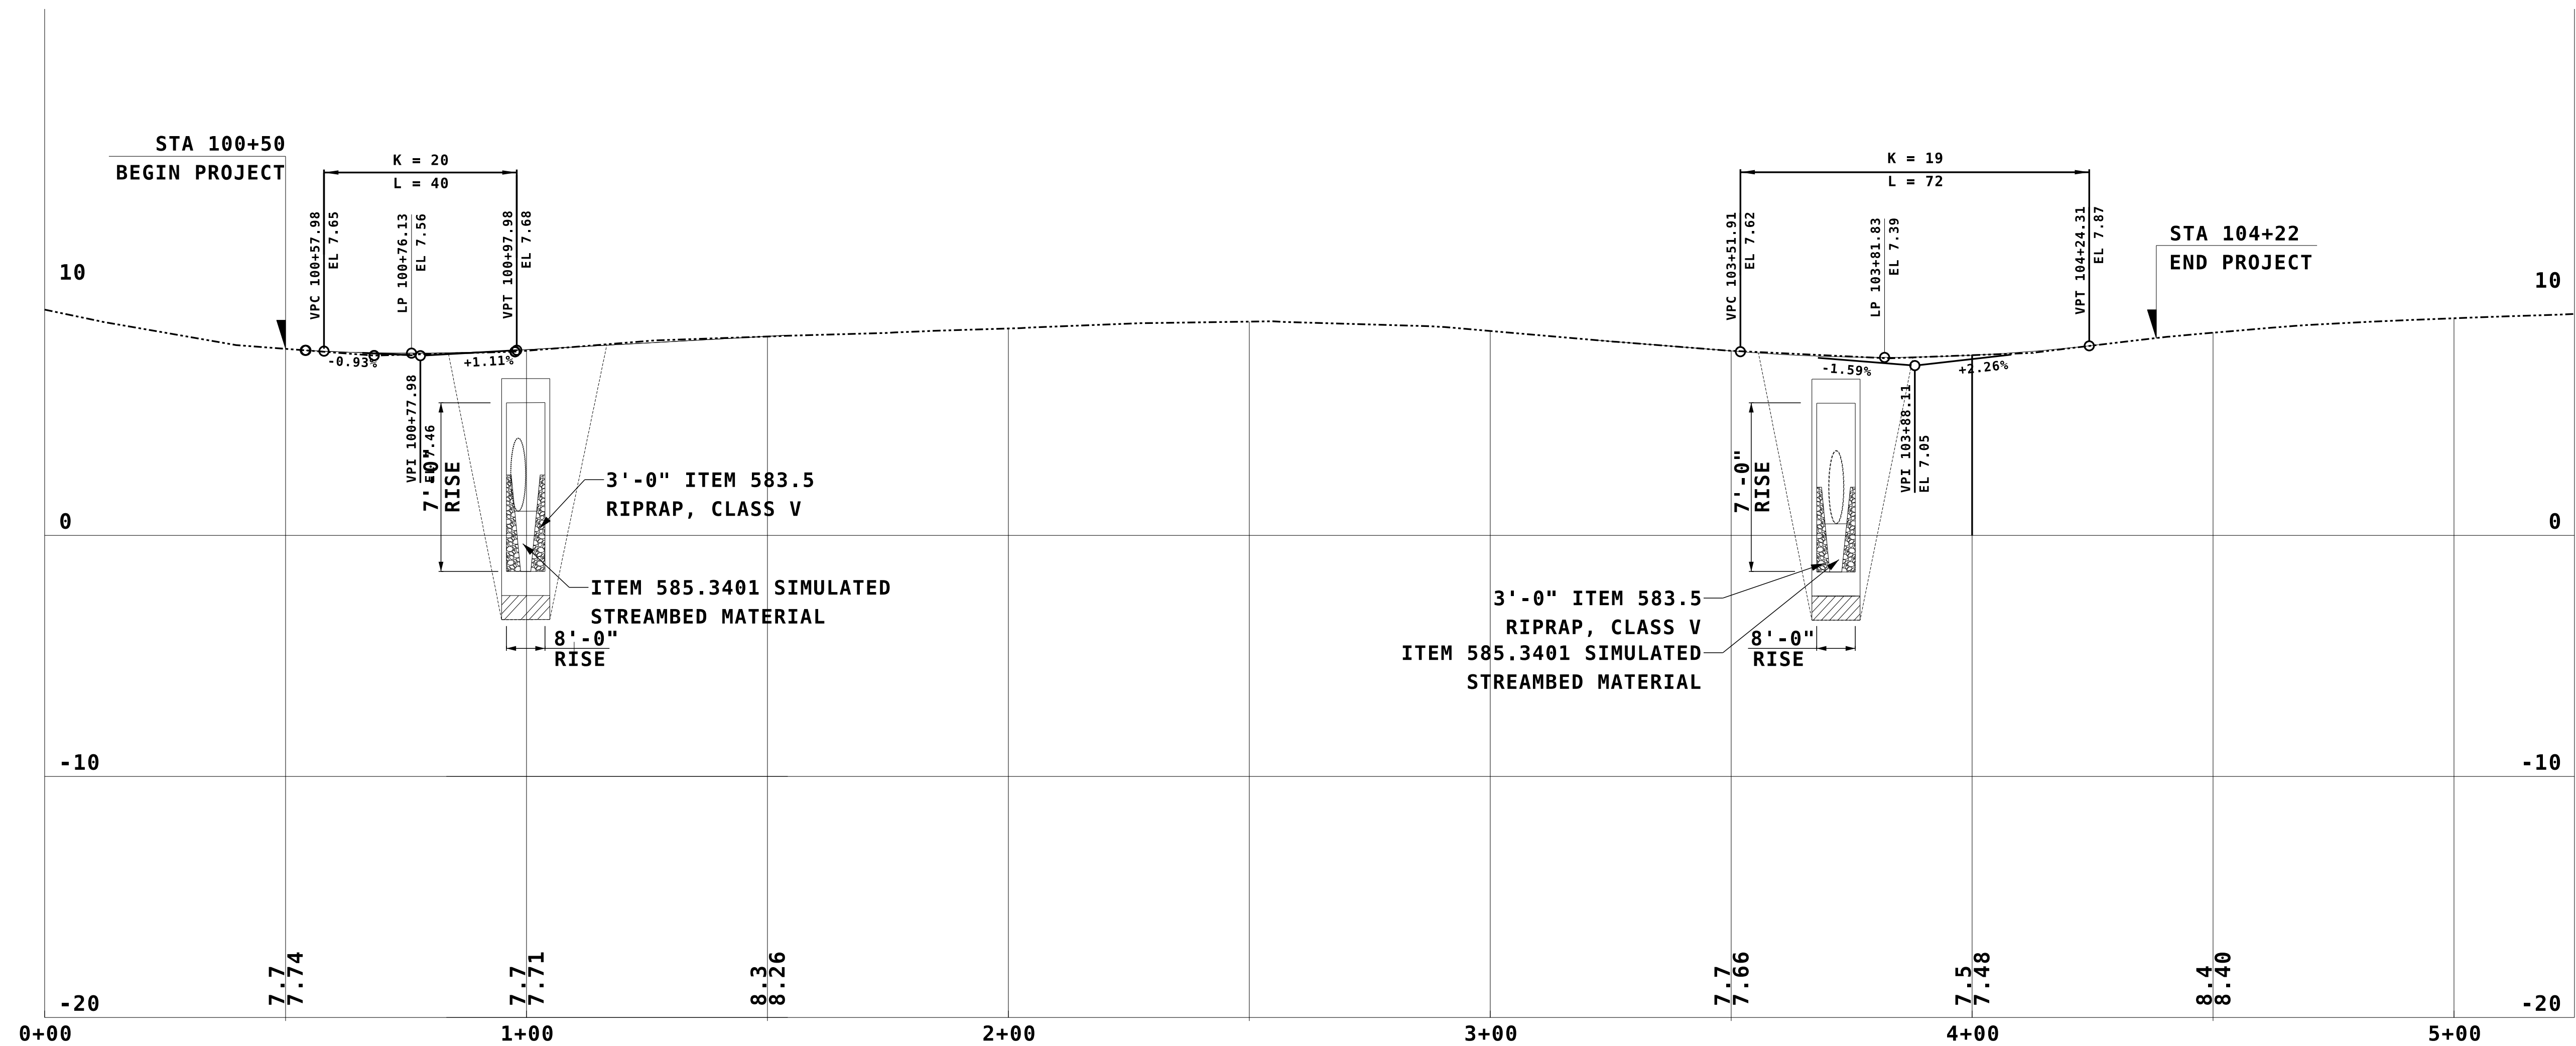 STA 100+50
BEGIN PROJECT
K = 20
L = 40
VPC 100+57.98
EL 7.65
LP 100+76.13
EL 7.56
VPT 100+97.98
EL 7.68
K = 19
L = 72
VPC 103+51.91
EL 7.62
LP 103+81.83
EL 7.39
VPT 104+24.31
EL 7.87
STA 104+22
END PROJECT
10
10
-0.93%
+1.11%
-1.59%
+2.26%
VPI 100+77.98
EL 7.46
7'-0"
RISE
3'-0" ITEM 583.5
RIPRAP, CLASS V
ITEM 585.3401 SIMULATED
STREAMBED MATERIAL
8'-0"
RISE
VPI 103+88.11
EL 7.05
7'-0"
RISE
3'-0" ITEM 583.5
RIPRAP, CLASS V
ITEM 585.3401 SIMULATED
STREAMBED MATERIAL
8'-0"
RISE
0
0
-10
-10
-20
-20
7.7
7.74
7.7
7.71
8.3
8.26
7.7
7.66
7.5
7.48
8.4
8.40
0+00
1+00
2+00
3+00
4+00
5+00